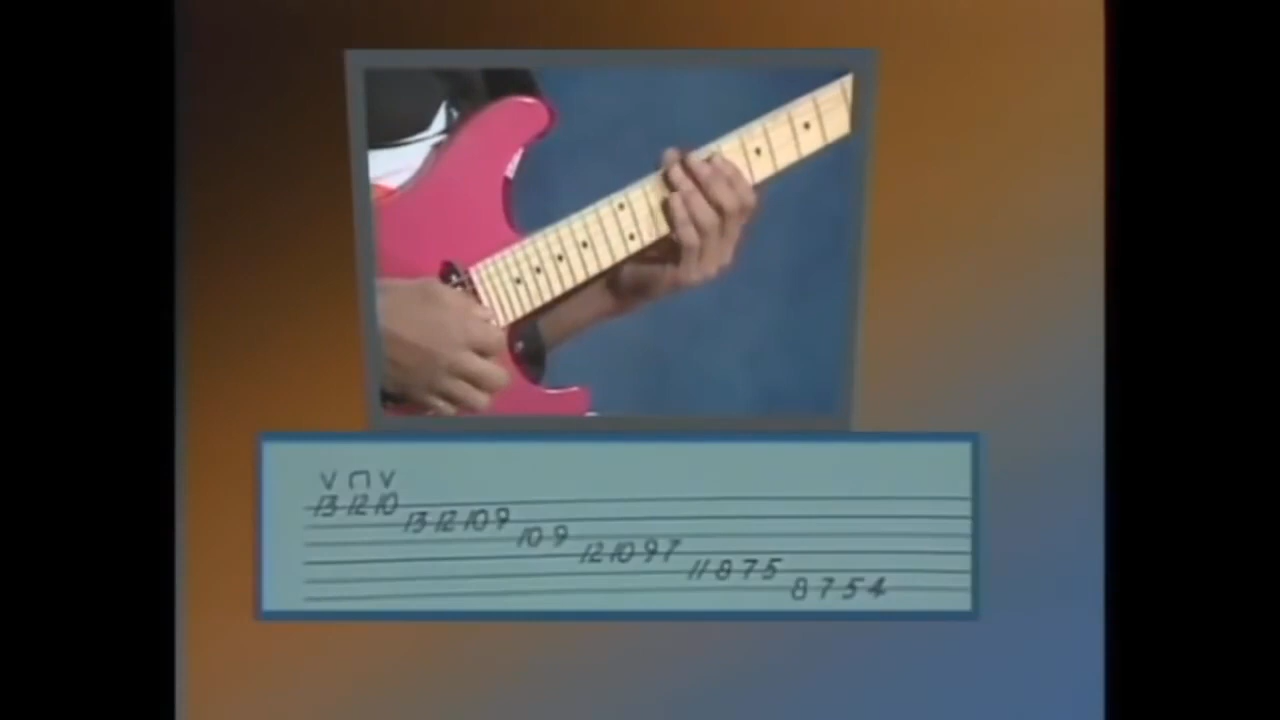 V ⊓ V
13 12 10
13 12 10 9
10 9
12 10 9 7
11 8 7 5
8 7 5 4